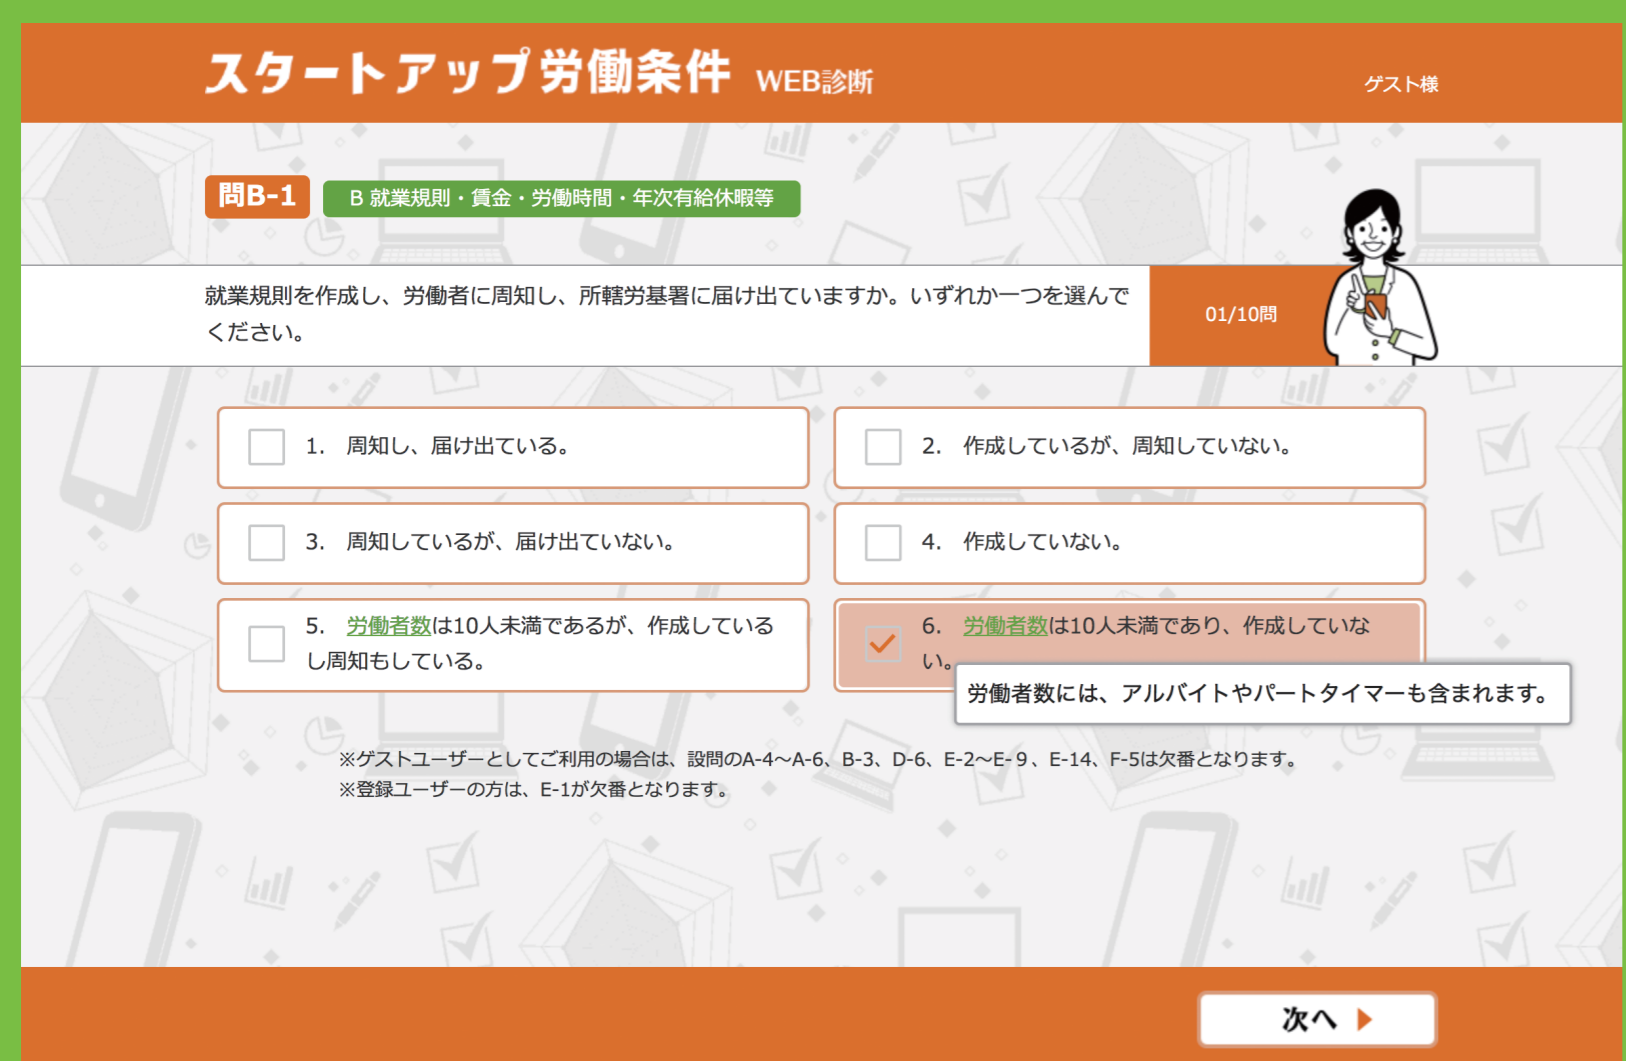 スタートアップ労働条件 WEB診断
ゲスト様
問B-1
B 就業規則・賃金・労働時間・年次有給休暇等
就業規則を作成し、労働者に周知し、所轄労基署に届け出ていますか。いずれか一つを選んで
ください。
01/10問
1. 周知し、届け出ている。
2. 作成しているが、周知していない。
3. 周知しているが、届け出ていない。
4. 作成していない。
5. 労働者数は10人未満であるが、作成している
し周知もしている。
6. 労働者数は10人未満であり、作成していな
い。
労働者数には、アルバイトやパートタイマーも含まれます。
※ゲストユーザーとしてご利用の場合は、設問のA-4～A-6、B-3、D-6、E-2～E-９、E-14、F-5は欠番となります。
※登録ユーザーの方は、E-1が欠番となります。
次へ